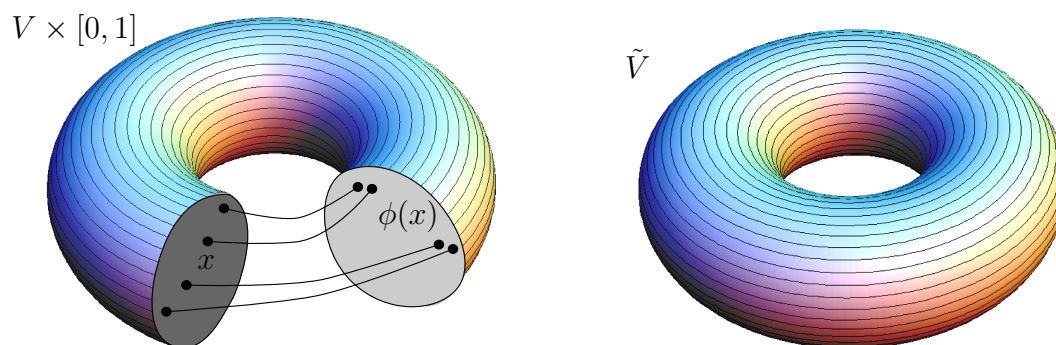 V × [0, 1]
Ṽ
ϕ(x)
x